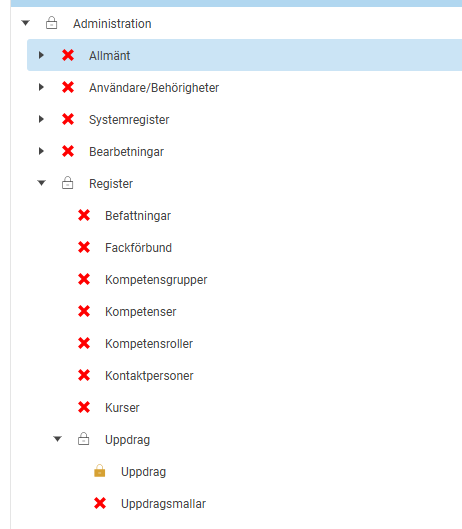 Administration
Allmänt
Användare/Behörigheter
Systemregister
Bearbetningar
Register
Befattningar
Fackförbund
Kompetensgrupper
Kompetenser
Kompetensroller
Kontaktpersoner
Kurser
Uppdrag
Uppdrag
Uppdragsmallar